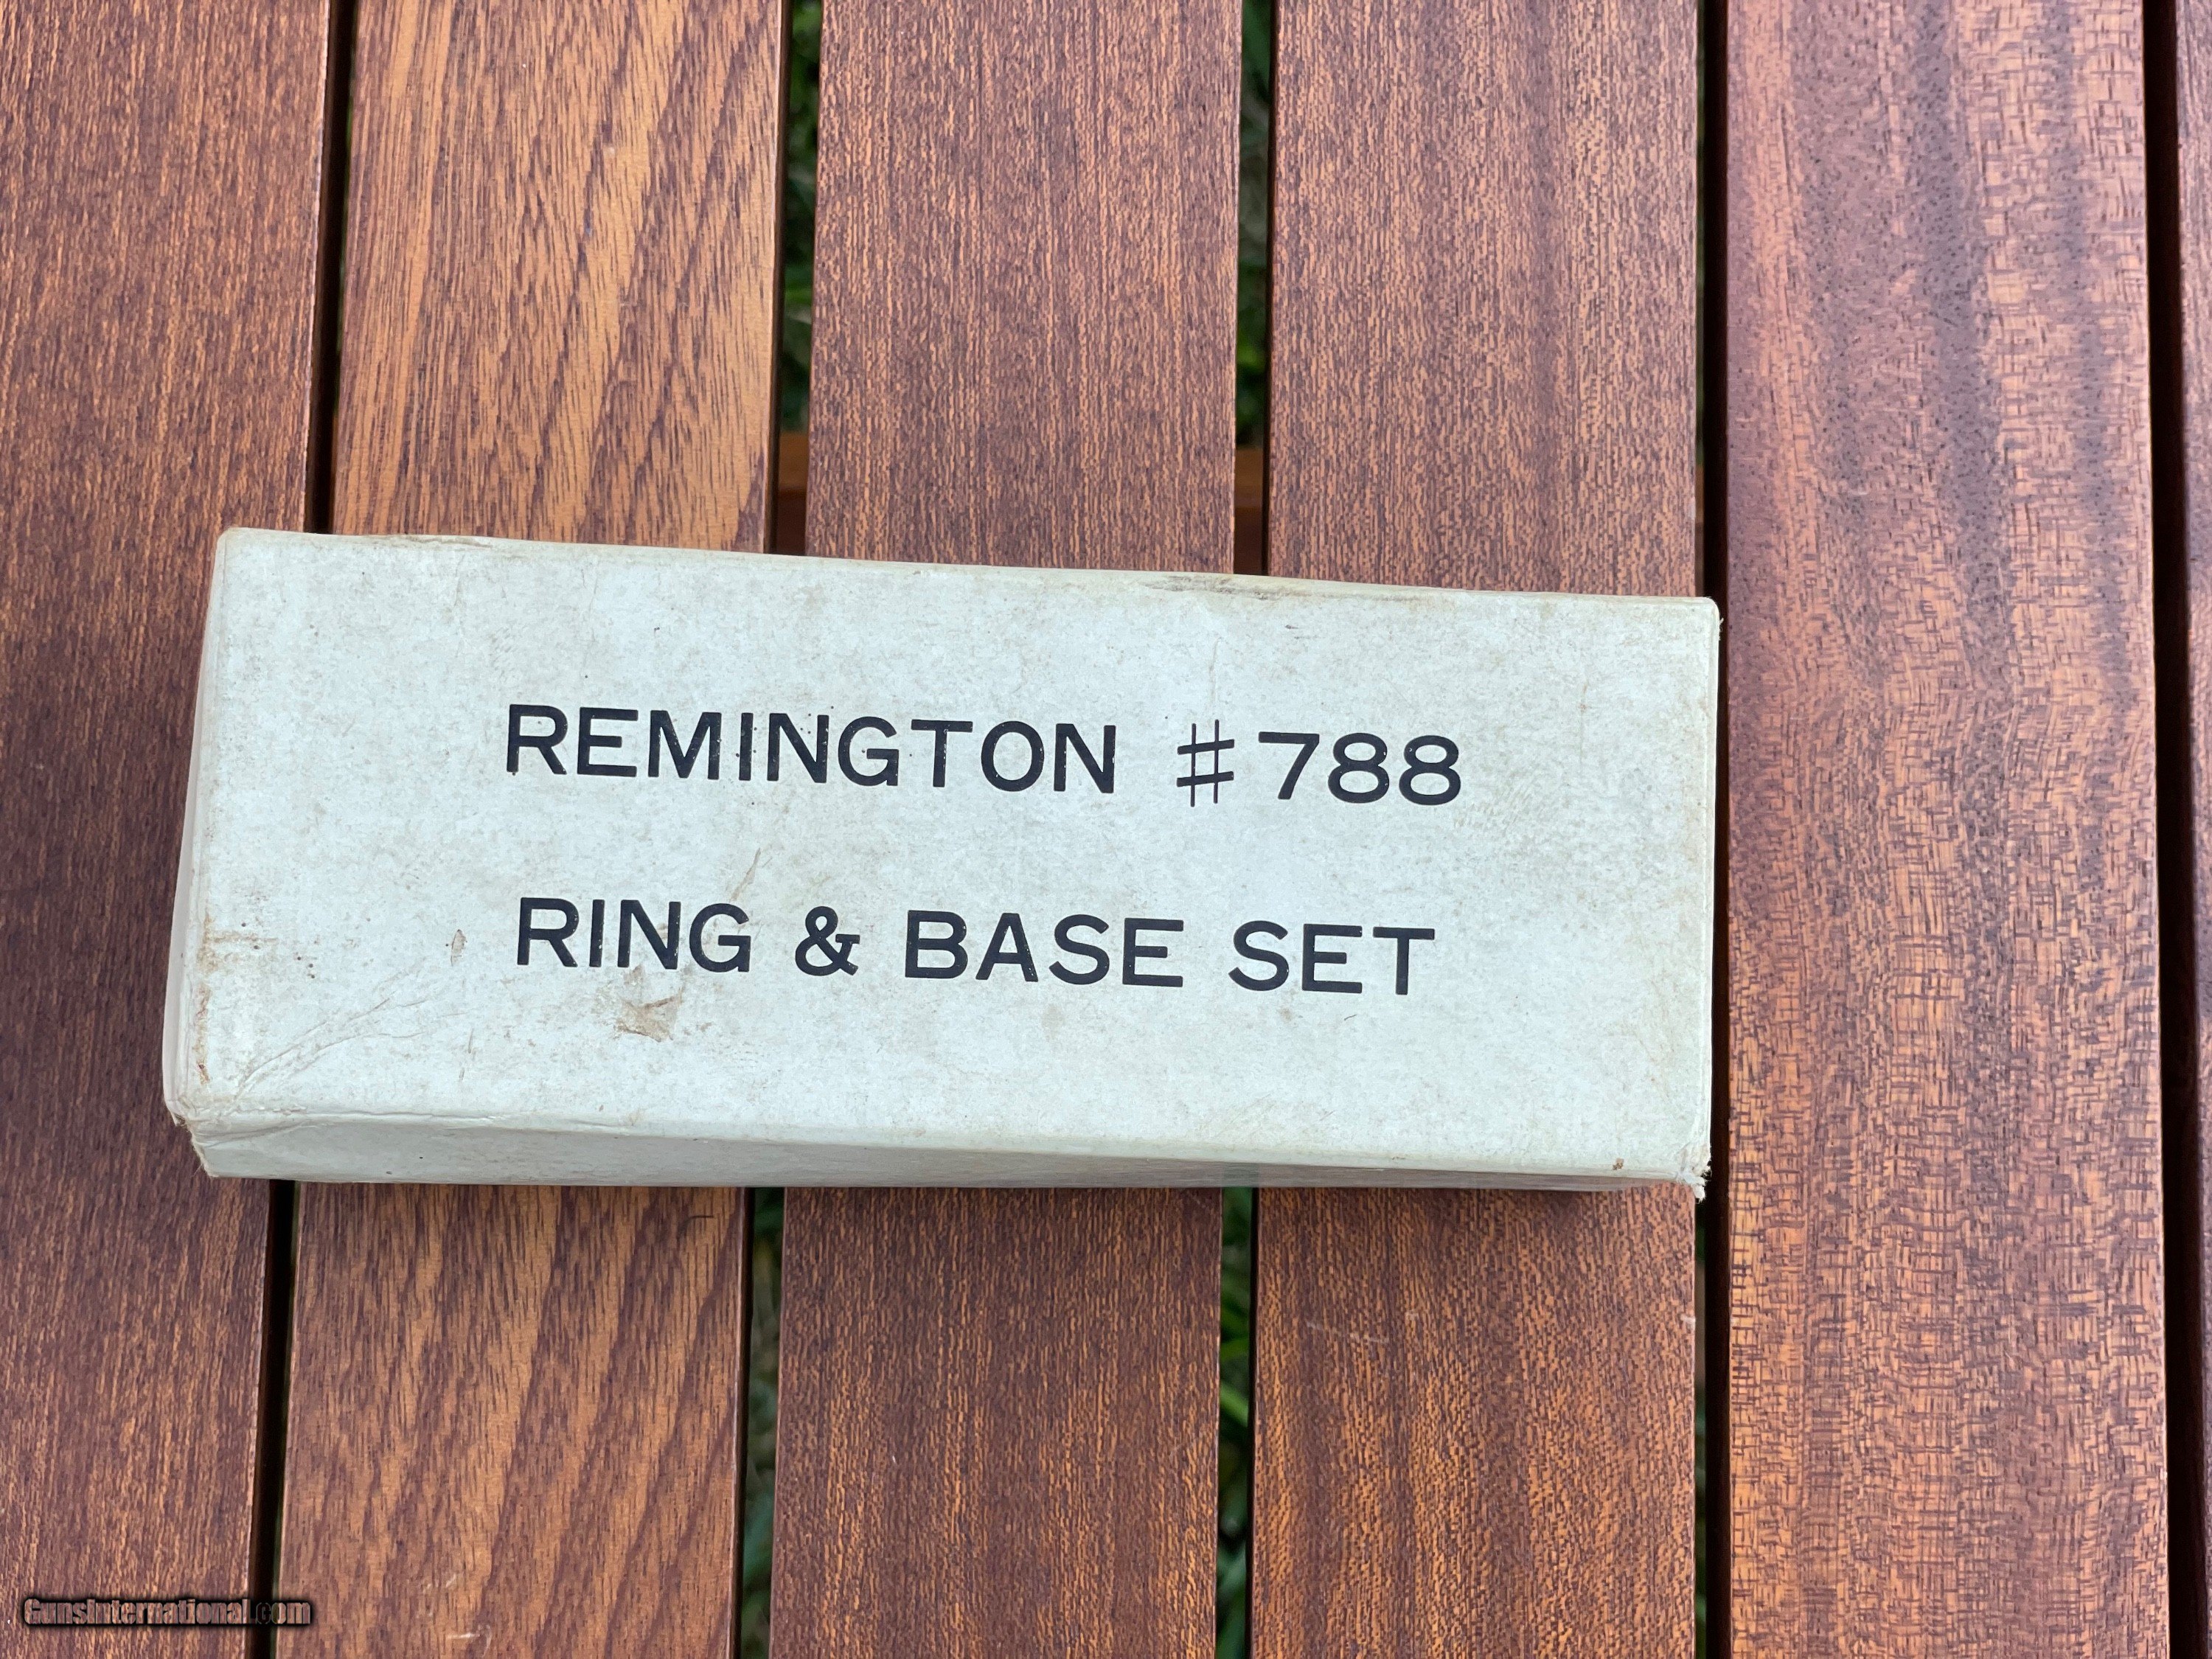 REMINGTON #788
RING & BASE SET
GunsInternational.com